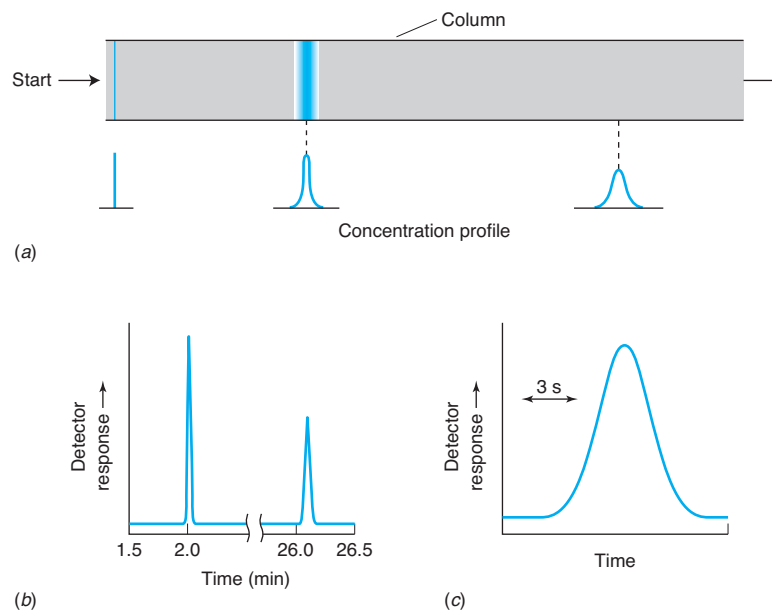 Column
Start
Concentration profile
(a)
Detector
response
1.5
2.0
26.0
26.5
Time (min)
(b)
3 s
Detector
response
Time
(c)